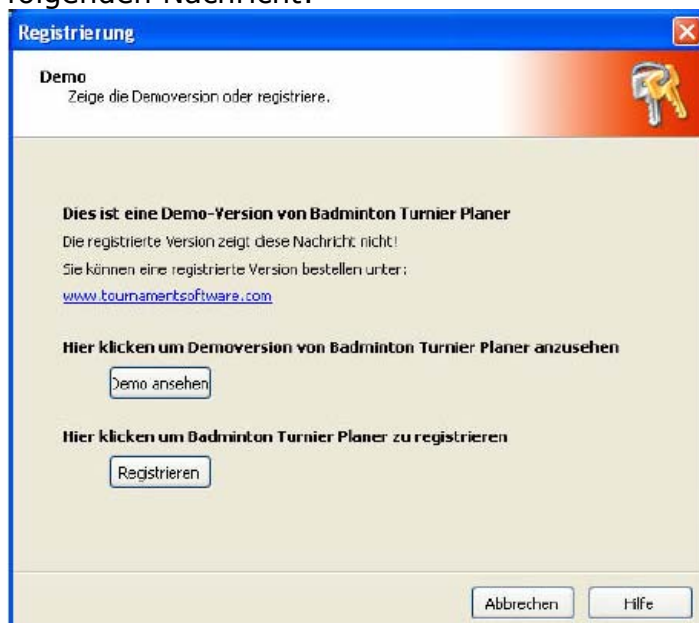 folgenden Nachricht:
Registrierung
Demo
Zeige die Demoversion oder registriere.
Dies ist eine Demo-Version von Badminton Turnier Planer
Die registrierte Version zeigt diese Nachricht nicht!
Sie können eine registrierte Version bestellen unter:
www.tournamentsoftware.com
Hier klicken um Demoversion von Badminton Turnier Planer anzusehen
Demo ansehen
Hier klicken um Badminton Turnier Planer zu registrieren
Registrieren
Abbrechen Hilfe